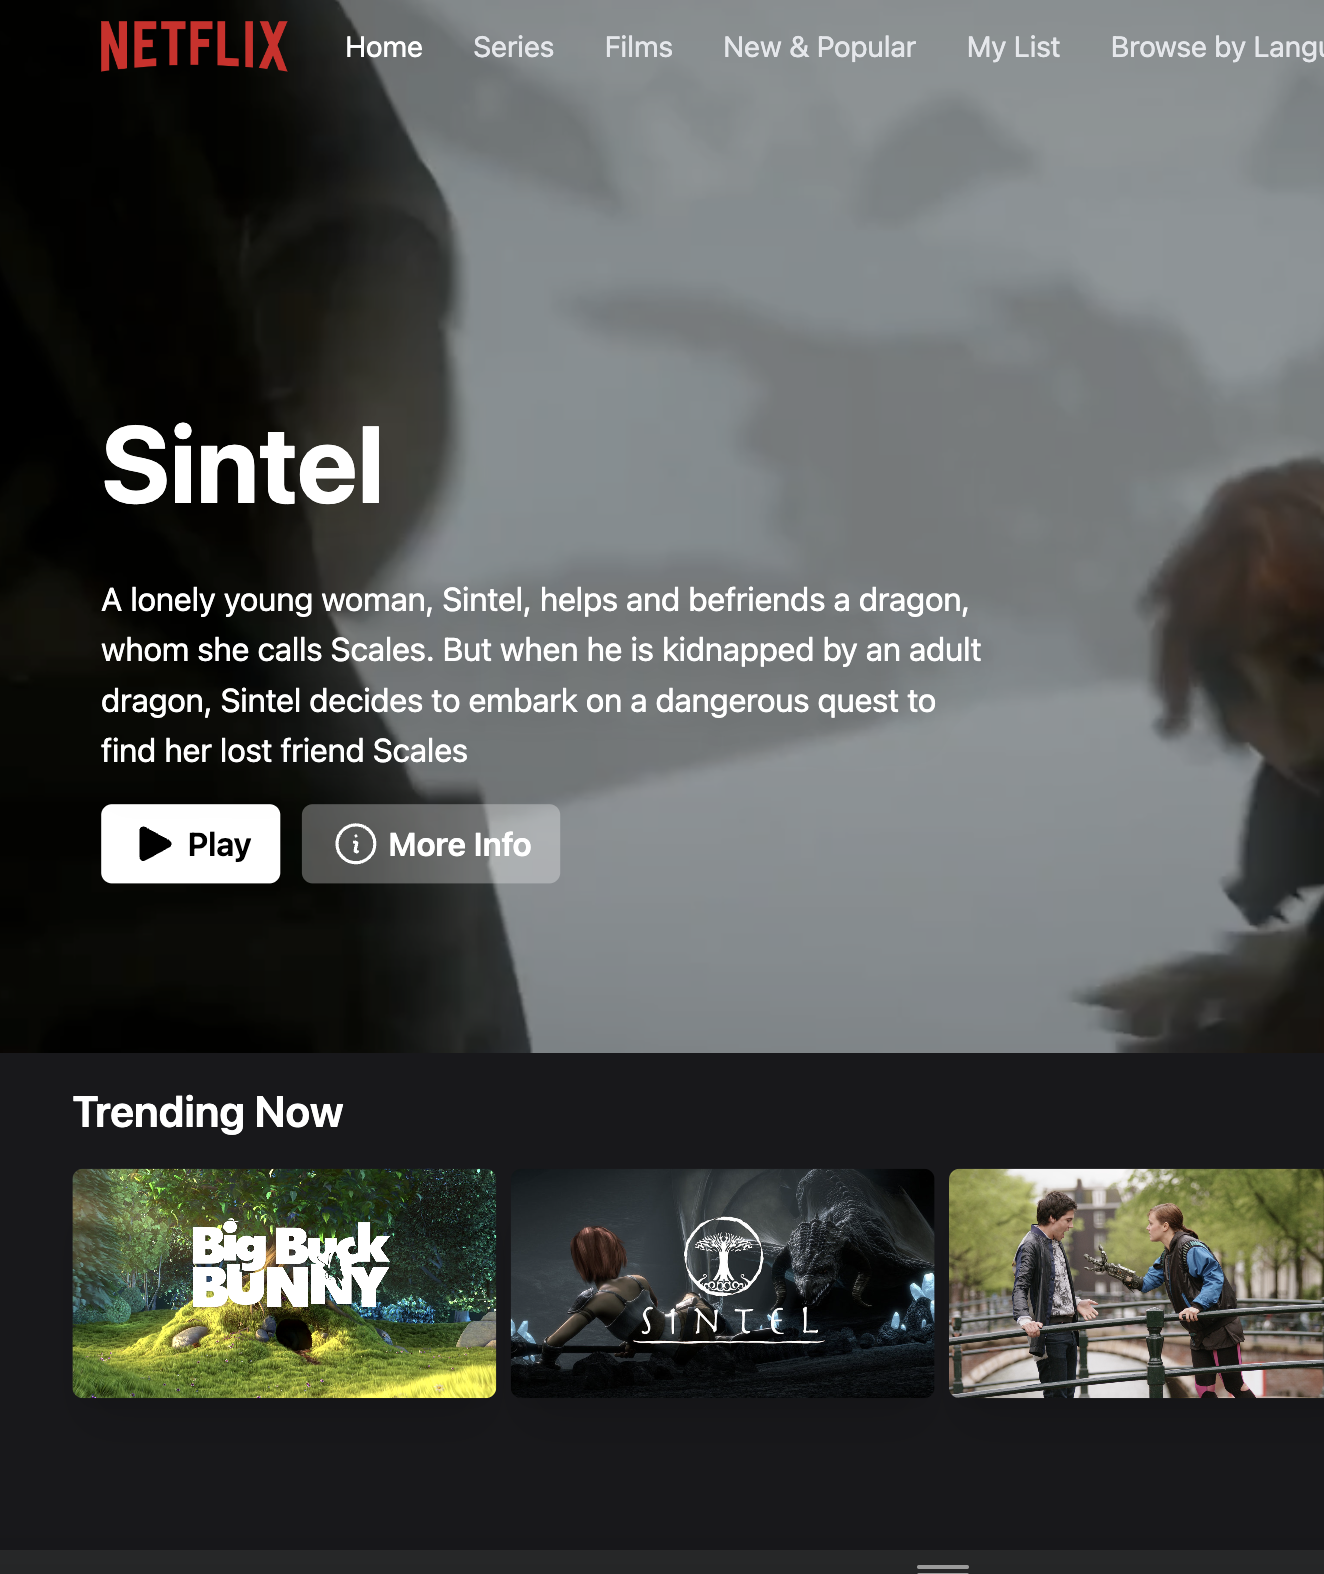 NETFLIX Home Series Films New & Popular My List Browse by Langu
Sintel
A lonely young woman, Sintel, helps and befriends a dragon,
whom she calls Scales. But when he is kidnapped by an adult
dragon, Sintel decides to embark on a dangerous quest to
find her lost friend Scales
Play More Info
Trending Now
Big Buck
BUNNY
SINTEL